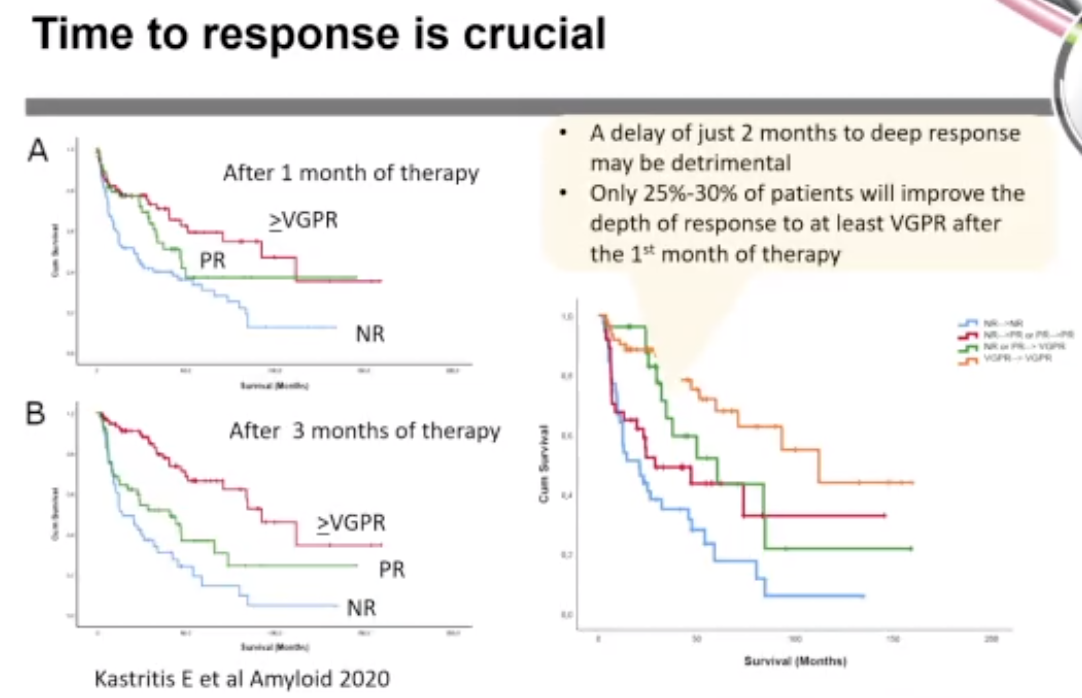 Time to response is crucial
A
After 1 month of therapy
≥VGPR
PR
NR
Cum Survival
Survival (Months)
• A delay of just 2 months to deep response
may be detrimental
• Only 25%-30% of patients will improve the
depth of response to at least VGPR after
the 1st month of therapy
B
After 3 months of therapy
≥VGPR
PR
NR
Cum Survival
Survival (Months)
Kastritis E et al Amyloid 2020
NR-->NR
NR-->PR or PR-->PR
NR or PR--> VGPR
VGPR--> VGPR
1,0
0,8
0,6
0,4
0,2
0,0
Cum Survival
0 50 100 150 200
Survival (Months)